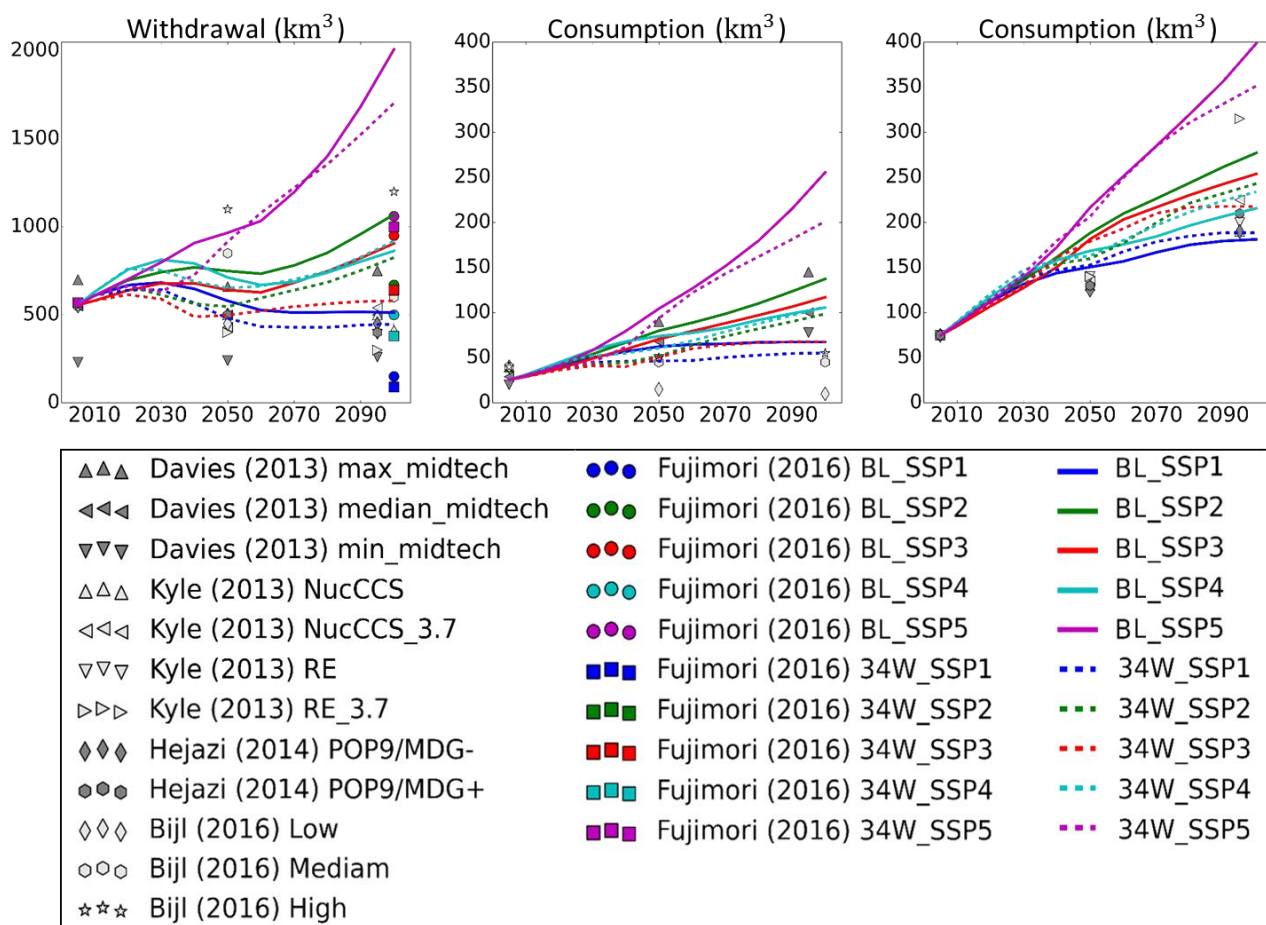 Withdrawal (km³) Consumption (km³) Consumption (km³)
2000 400 400
350 350
1500 300 300
250 250
1000 200 200
150 150
500 100 100
50 50
0 0 0
2010 2030 2050 2070 2090 2010 2030 2050 2070 2090 2010 2030 2050 2070 2090
Davies (2013) max_midtech Fujimori (2016) BL_SSP1 BL_SSP1
Davies (2013) median_midtech Fujimori (2016) BL_SSP2 BL_SSP2
Davies (2013) min_midtech Fujimori (2016) BL_SSP3 BL_SSP3
Kyle (2013) NucCCS Fujimori (2016) BL_SSP4 BL_SSP4
Kyle (2013) NucCCS_3.7 Fujimori (2016) BL_SSP5 BL_SSP5
Kyle (2013) RE Fujimori (2016) 34W_SSP1 34W_SSP1
Kyle (2013) RE_3.7 Fujimori (2016) 34W_SSP2 34W_SSP2
Hejazi (2014) POP9/MDG- Fujimori (2016) 34W_SSP3 34W_SSP3
Hejazi (2014) POP9/MDG+ Fujimori (2016) 34W_SSP4 34W_SSP4
Bijl (2016) Low Fujimori (2016) 34W_SSP5 34W_SSP5
Bijl (2016) Mediam
Bijl (2016) High